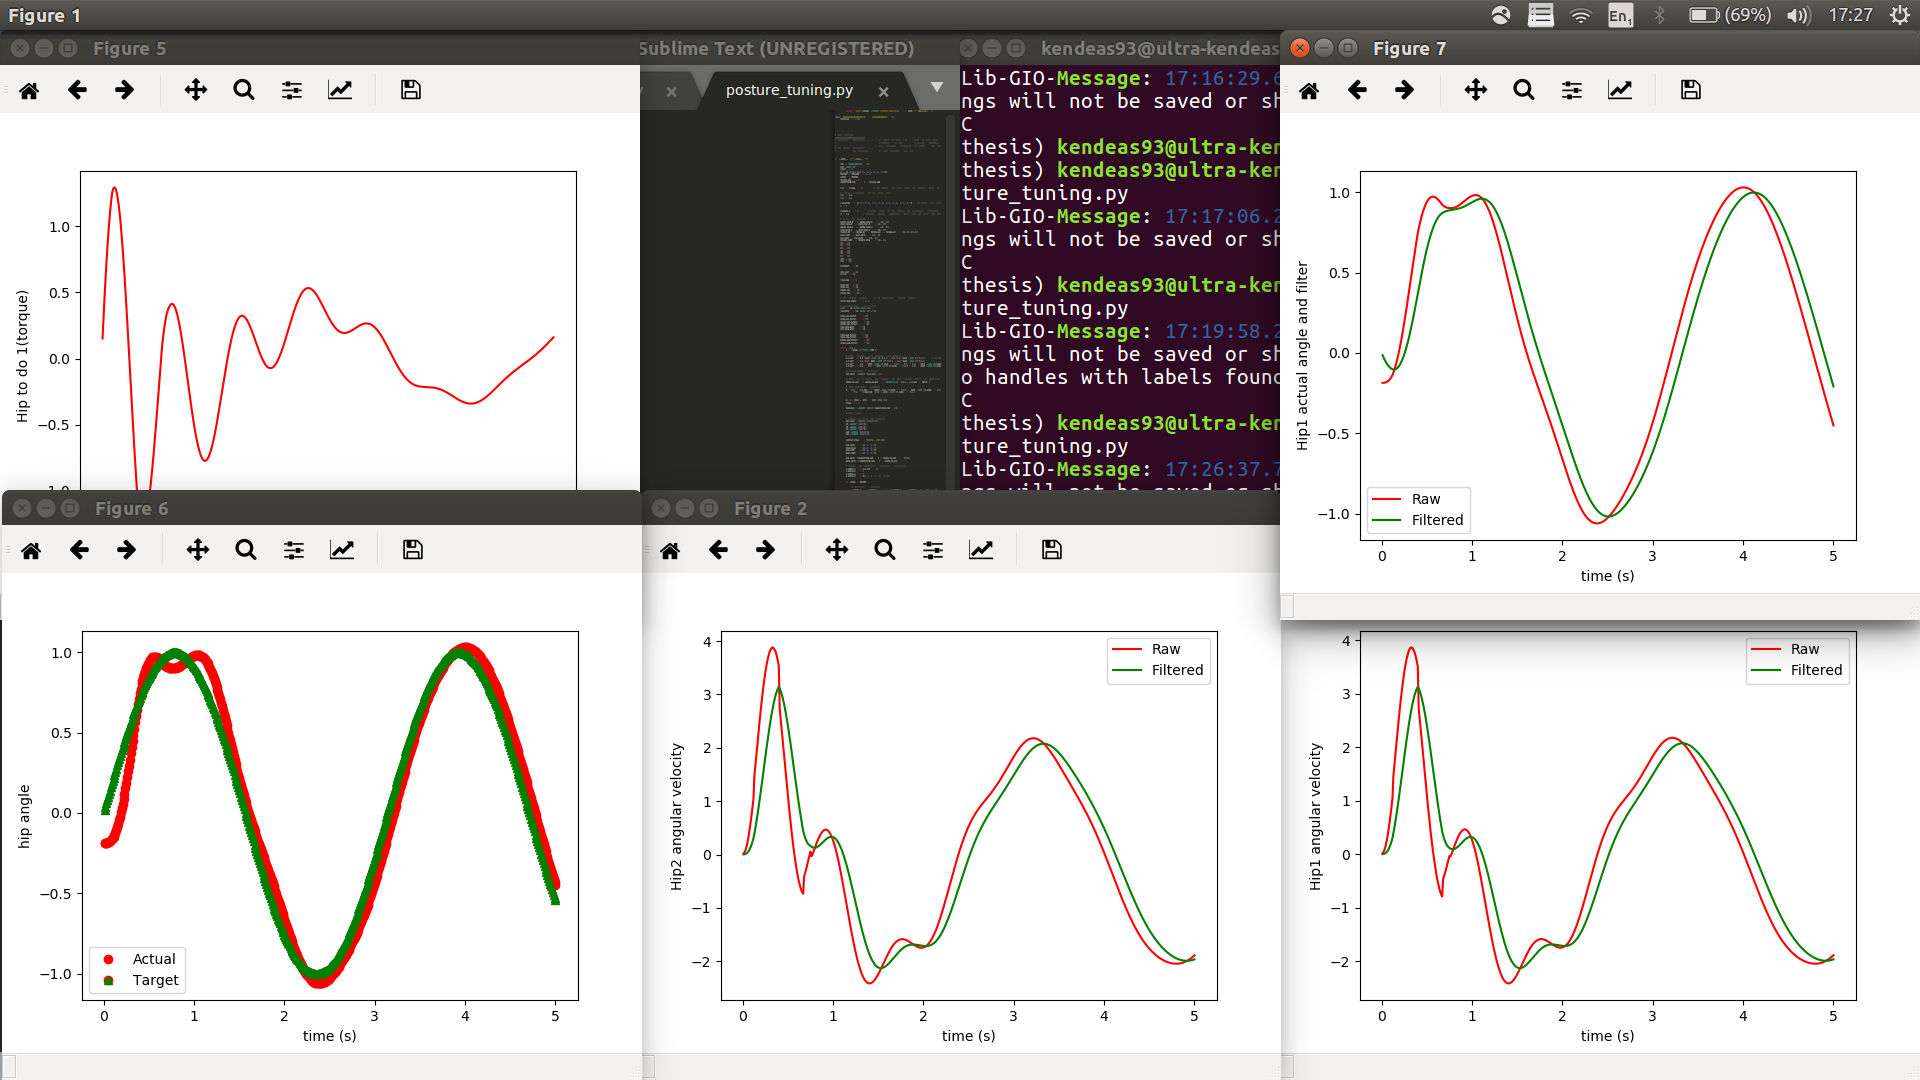 Figure 1
En1
(69%)
17:27
Figure 5
1.0
0.5
0.0
−0.5
Hip to do 1(torque)
Sublime Text (UNREGISTERED)
posture_tuning.py
kendeas93@ultra-kendeas
Lib-GIO-Message: 17:16:29.
ngs will not be saved or sh
C
thesis) kendeas93@ultra-ken
thesis) kendeas93@ultra-ken
ture_tuning.py
Lib-GIO-Message: 17:17:06.
ngs will not be saved or sh
C
thesis) kendeas93@ultra-ken
ture_tuning.py
Lib-GIO-Message: 17:19:58.
ngs will not be saved or sh
o handles with labels found
C
thesis) kendeas93@ultra-ken
ture_tuning.py
Lib-GIO-Message: 17:26:37.
Figure 7
1.0
0.5
0.0
−0.5
−1.0
Hip1 actual angle and filter
Raw
Filtered
0 1 2 3 4 5
time (s)
Figure 6
1.0
0.5
0.0
−0.5
−1.0
hip angle
Actual
Target
0 1 2 3 4 5
time (s)
Figure 2
4
3
2
1
0
−1
−2
Hip2 angular velocity
Raw
Filtered
0 1 2 3 4 5
time (s)
4
3
2
1
0
−1
−2
Hip1 angular velocity
Raw
Filtered
0 1 2 3 4 5
time (s)